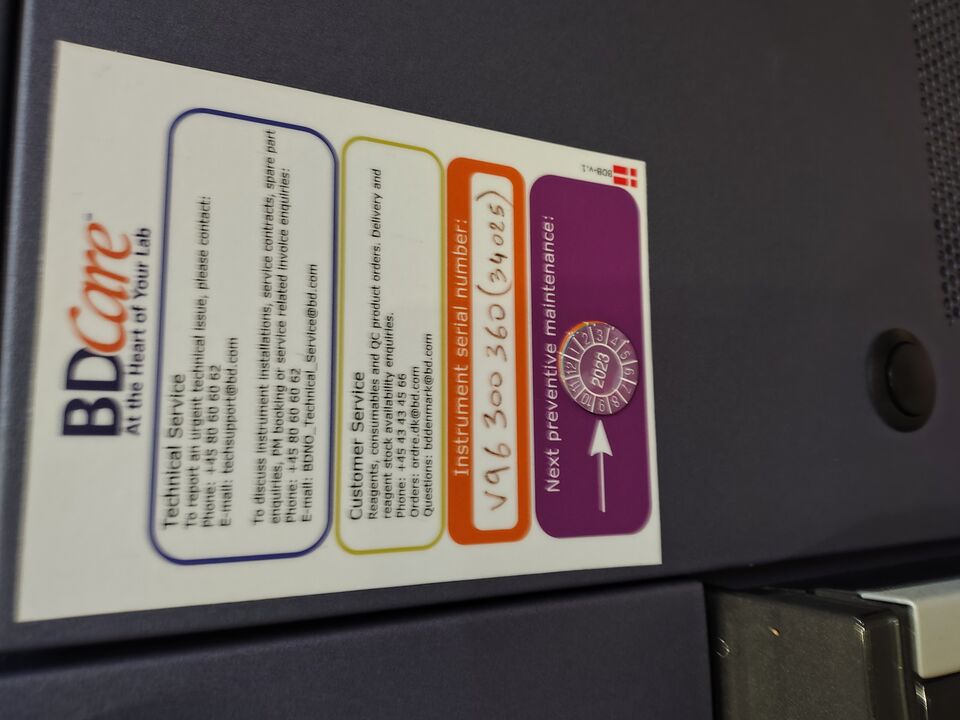 BDCare™
At the Heart of Your Lab
Technical Service
To report an urgent technical issue, please contact:
Phone: +45 80 60 60 62
E-mail: techsupport@bd.com
To discuss instrument installations, service contracts, spare part
enquiries, PM booking or service related invoice enquiries:
Phone: +45 80 60 60 62
E-mail: BDNO_Technical_Service@bd.com
Customer Service
Reagents, consumables and QC product orders. Delivery and
reagent stock availability enquiries.
Phone: +45 43 43 45 66
Orders: ordre.dk@bd.com
Questions: bddenmark@bd.com
Instrument serial number:
V96 300 360 (34025)
Next preventive maintenance:
2023
1 2 3 4 5 6 7 8 9 10 11 12
808-v.1